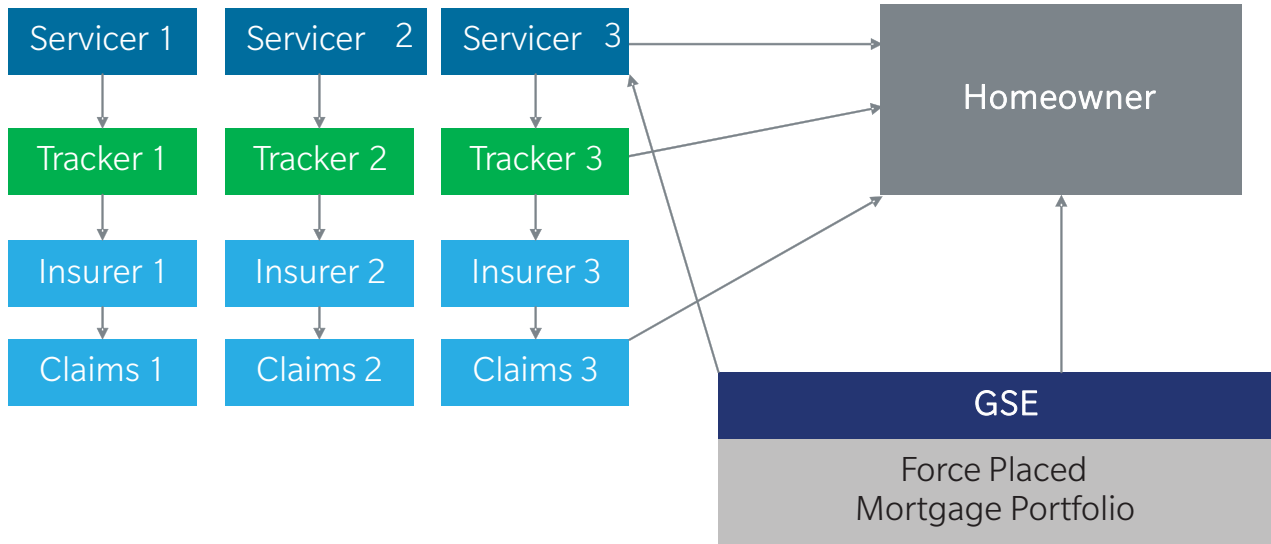 Servicer 1
Servicer 2
Servicer 3
Homeowner
Tracker 1
Tracker 2
Tracker 3
Insurer 1
Insurer 2
Insurer 3
Claims 1
Claims 2
Claims 3
GSE
Force Placed
Mortgage Portfolio